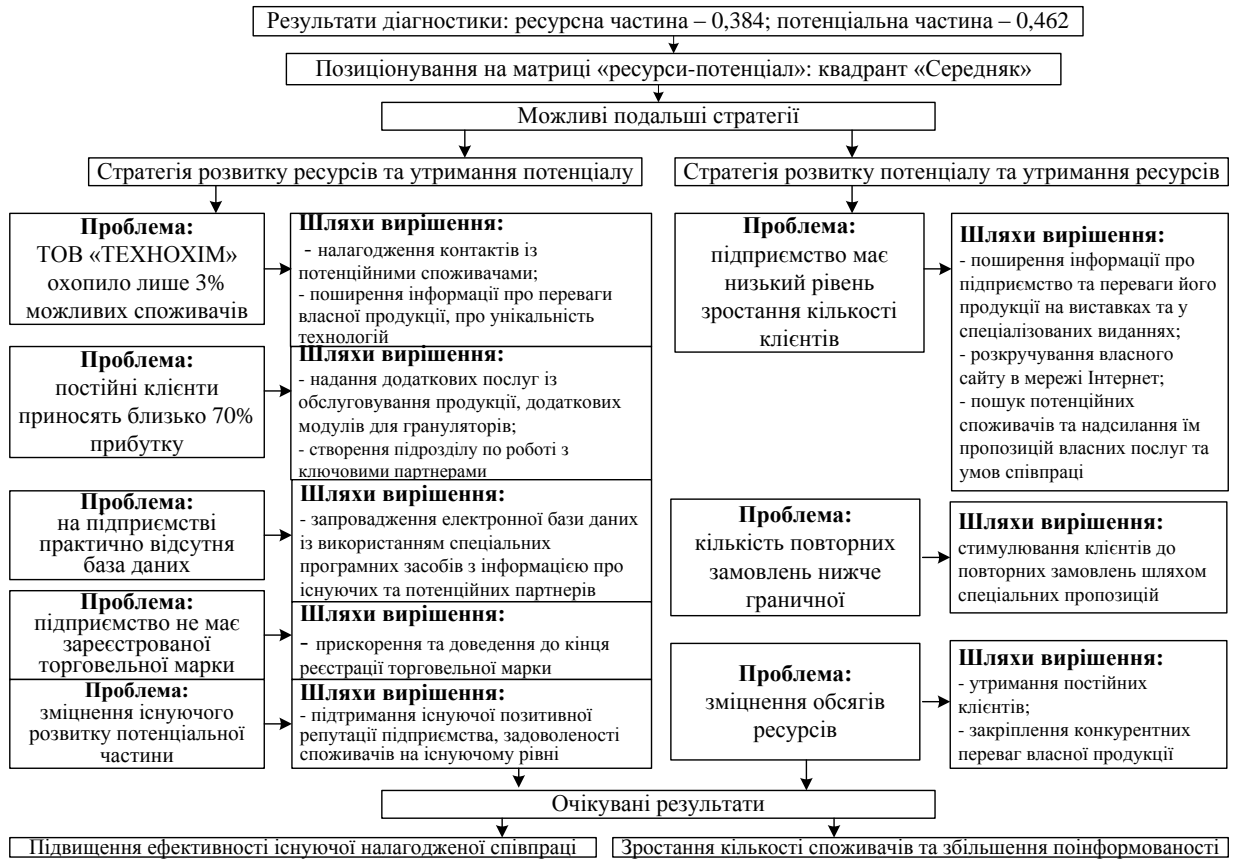 Результати діагностики: ресурсна частина – 0,384; потенціальна частина – 0,462
Позиціонування на матриці «ресурси-потенціал»: квадрант «Середняк»
Можливі подальші стратегії
Стратегія розвитку ресурсів та утримання потенціалу
Проблема:
ТОВ «ТЕХНОХІМ»
охопило лише 3%
можливих споживачів
Шляхи вирішення:
- налагодження контактів із
потенційними споживачами;
- поширення інформації про переваги
власної продукції, про унікальність
технологій
Проблема:
постійні клієнти
приносять близько 70%
прибутку
Шляхи вирішення:
- надання додаткових послуг із
обслуговування продукції, додаткових
модулів для грануляторів;
- створення підрозділу по роботі з
ключовими партнерами
Проблема:
на підприємстві
практично відсутня
база даних
Шляхи вирішення:
- запровадження електронної бази даних
із використанням спеціальних
програмних засобів з інформацією про
існуючих та потенційних партнерів
Проблема:
підприємство не має
зареєстрованої
торговельної марки
Шляхи вирішення:
- прискорення та доведення до кінця
реєстрації торговельної марки
Проблема:
зміцнення існуючого
розвитку потенціальної
частини
Шляхи вирішення:
- підтримання існуючої позитивної
репутації підприємства, задоволеності
споживачів на існуючому рівні
Стратегія розвитку потенціалу та утримання ресурсів
Проблема:
підприємство має
низький рівень
зростання кількості
клієнтів
Шляхи вирішення:
- поширення інформації про
підприємство та переваги його
продукції на виставках та у
спеціалізованих виданнях;
- розкручування власного
сайту в мережі Інтернет;
- пошук потенційних
споживачів та надсилання їм
пропозицій власних послуг та
умов співпраці
Проблема:
кількість повторних
замовлень нижче
граничної
Шляхи вирішення:
стимулювання клієнтів до
повторних замовлень шляхом
спеціальних пропозицій
Проблема:
зміцнення обсягів
ресурсів
Шляхи вирішення:
- утримання постійних
клієнтів;
- закріплення конкурентних
переваг власної продукції
Очікувані результати
Підвищення ефективності існуючої налагодженої співпраці
Зростання кількості споживачів та збільшення поінформованості